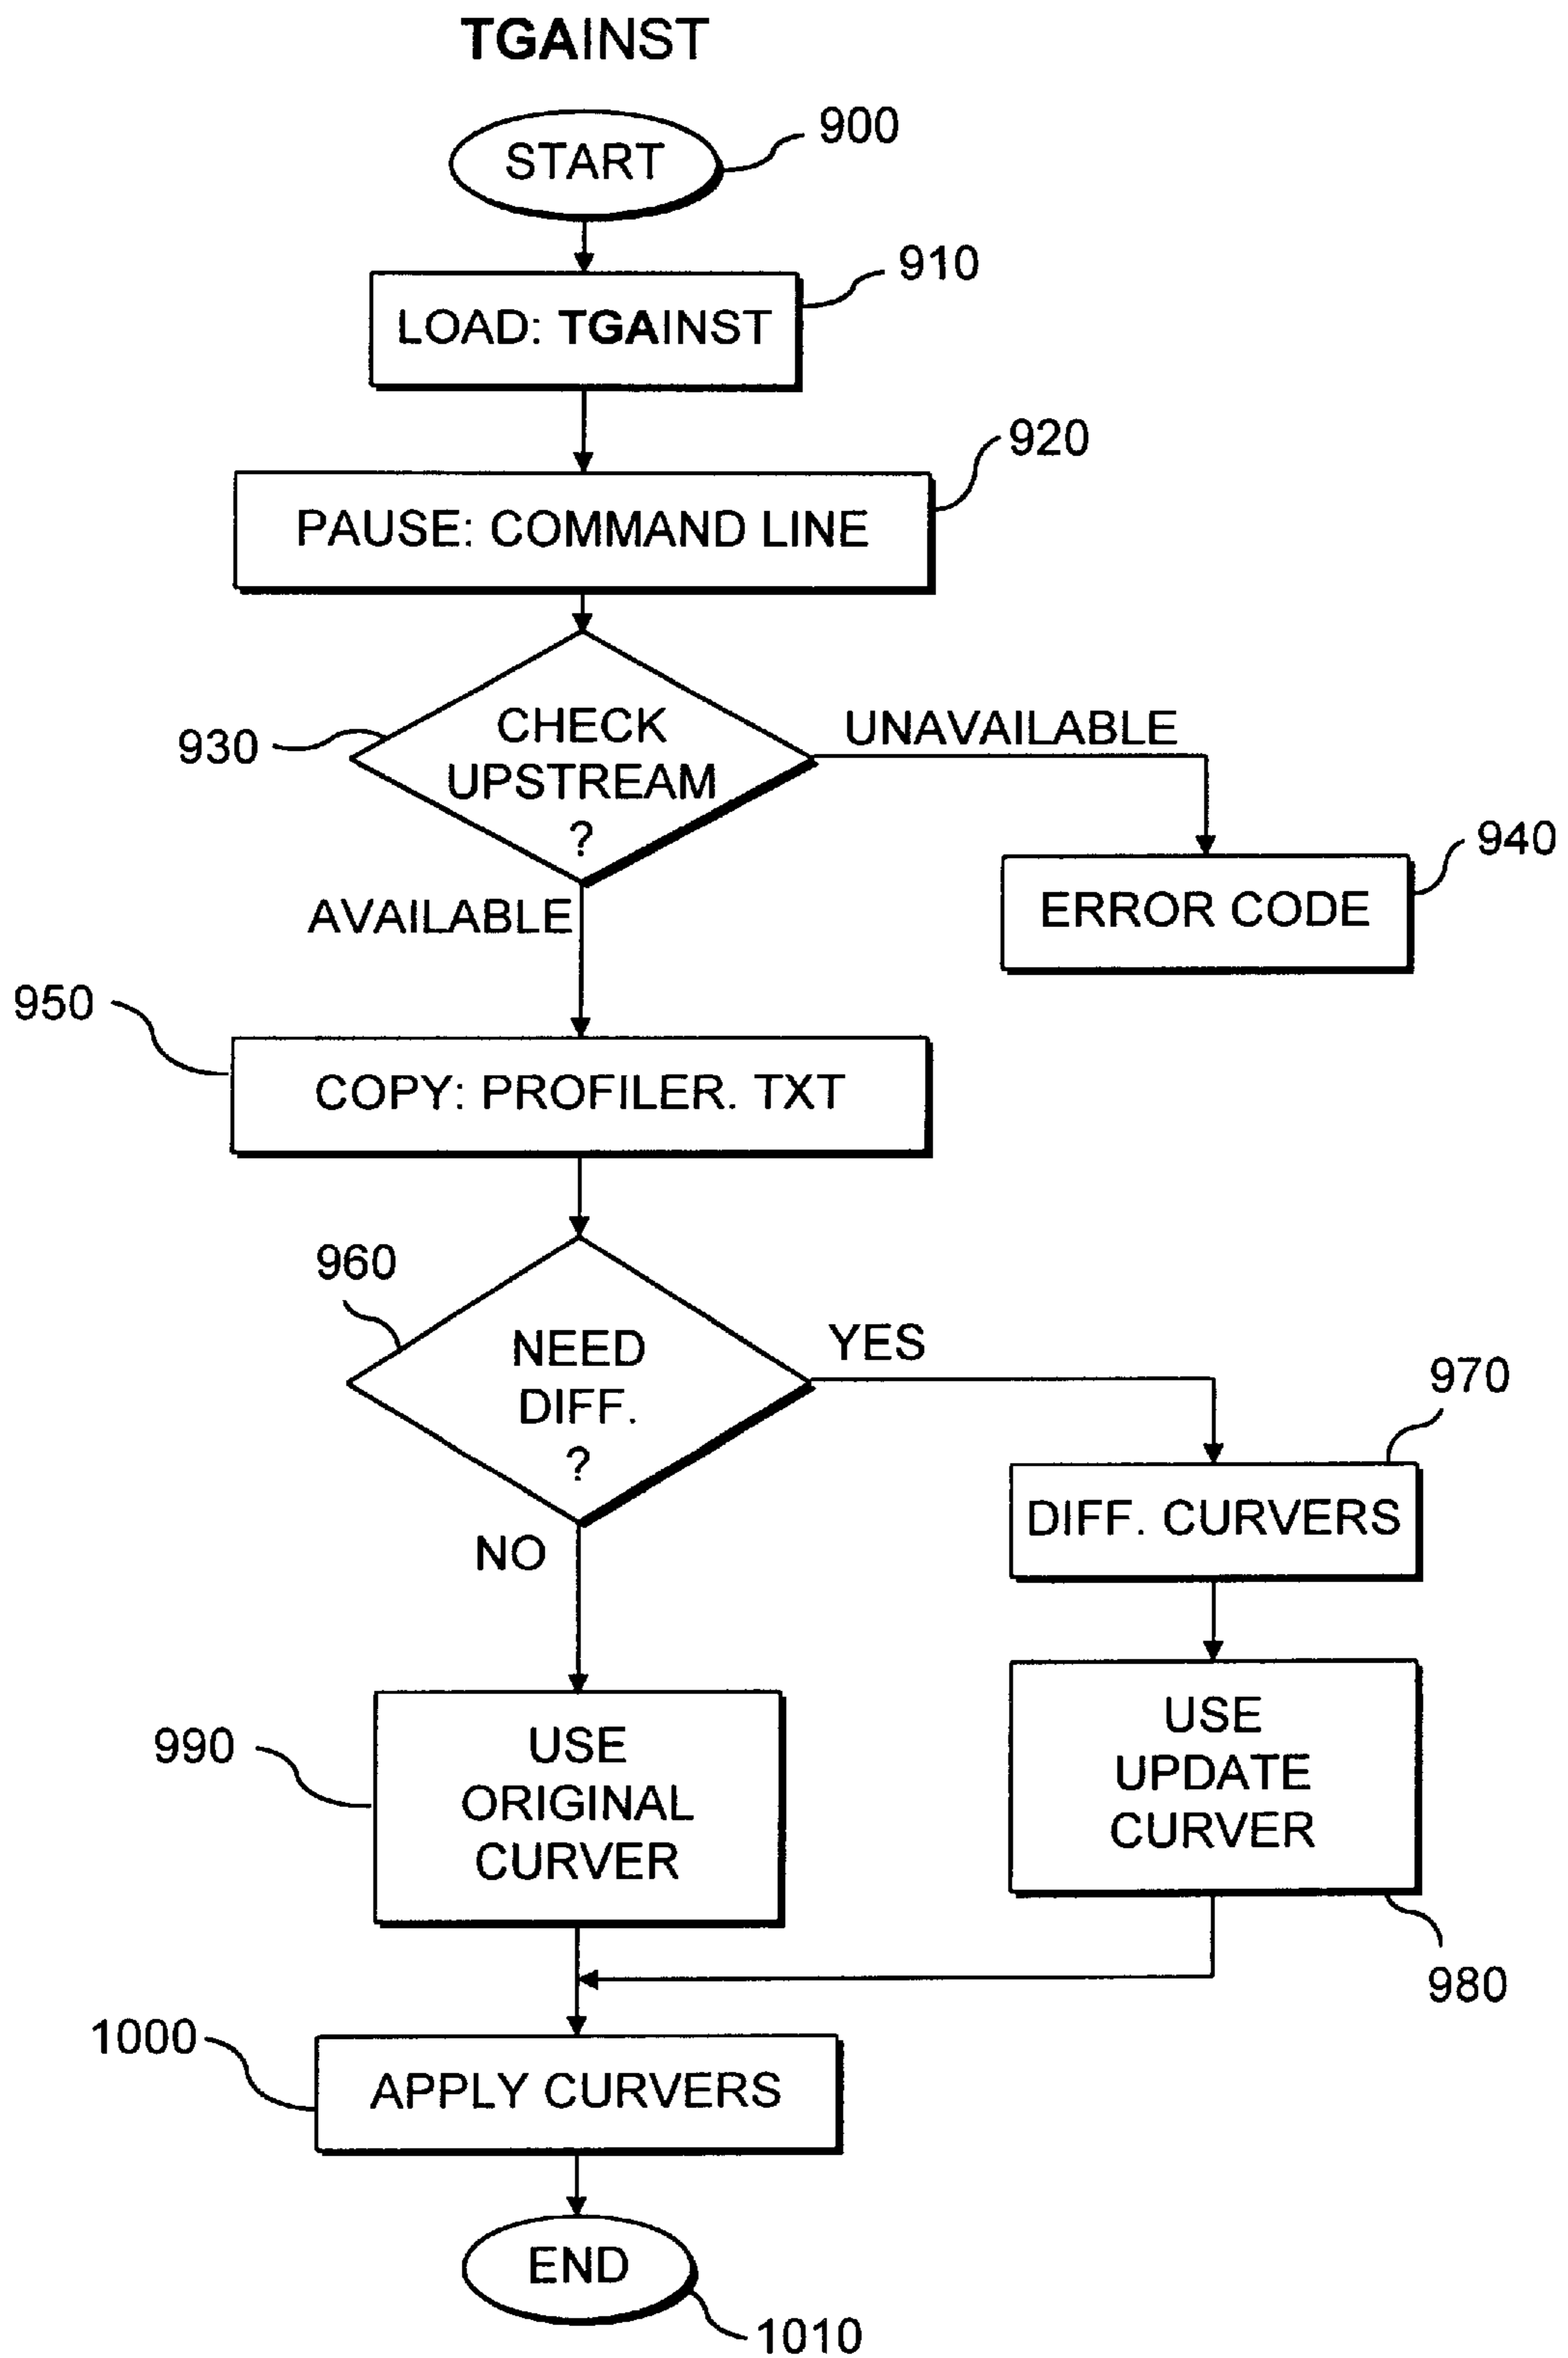 TGAINST
START
900
LOAD: TGAINST
910
PAUSE: COMMAND LINE
920
CHECK
UPSTREAM
?
930
UNAVAILABLE
ERROR CODE
940
AVAILABLE
950
COPY: PROFILER. TXT
960
NEED
DIFF.
?
YES
970
DIFF. CURVERS
NO
990
USE
ORIGINAL
CURVER
USE
UPDATE
CURVER
980
1000
APPLY CURVERS
END
1010